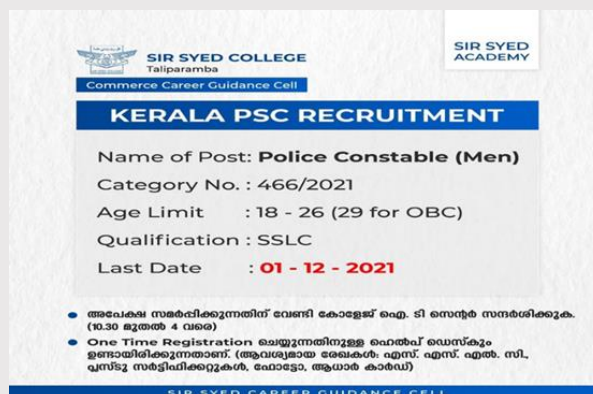 SIR SYED COLLEGE
Taliparamba
Commerce Career Guidance Cell
SIR SYED
ACADEMY
KERALA PSC RECRUITMENT
Name of Post: Police Constable (Men)
Category No. : 466/2021
Age Limit : 18 - 26 (29 for OBC)
Qualification : SSLC
Last Date : 01 - 12 - 2021
അപേക്ഷ സമർപ്പിക്കുന്നതിന് വേണ്ടി കോളേജ് ഐ. ടി സെന്റർ സന്ദർശിക്കുക.
(10.30 മുതൽ 4 വരെ)
One Time Registration ചെയ്യുന്നതിനുള്ള ഹെൽപ് ഡെസ്കും
ഉണ്ടായിരിക്കുന്നതാണ്. (ആവശ്യമായ രേഖകൾ: എസ്. എസ്. എൽ. സി.,
പ്ലസ്ടു സർട്ടിഫിക്കറ്റുകൾ, ഫോട്ടോ, ആധാർ കാർഡ്)
SIR SYED CAREER GUIDANCE CELL